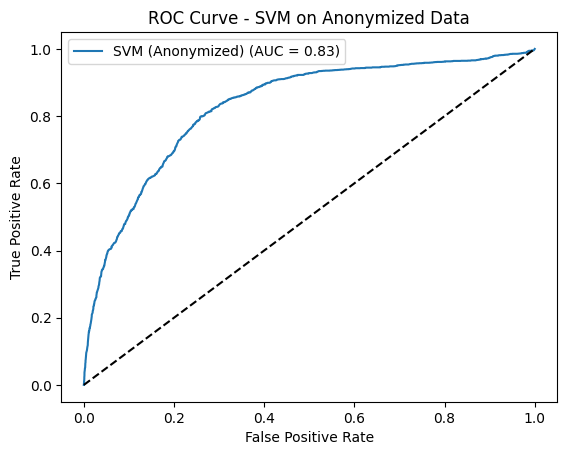 ROC Curve - SVM on Anonymized Data
SVM (Anonymized) (AUC = 0.83)
True Positive Rate
1.0
0.8
0.6
0.4
0.2
0.0
0.0 0.2 0.4 0.6 0.8 1.0
False Positive Rate